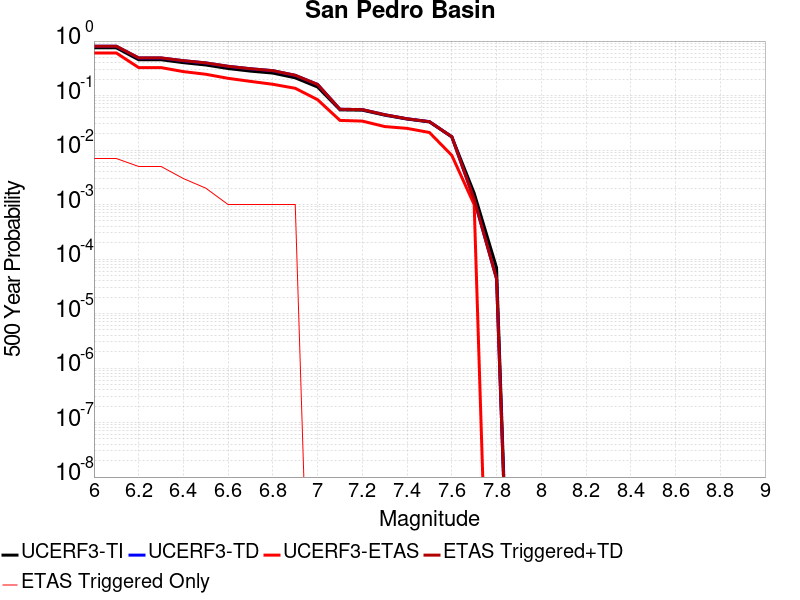 San Pedro Basin
10^0
10^-1
10^-2
10^-3
10^-4
10^-5
10^-6
10^-7
10^-8
500 Year Probability
6 6.2 6.4 6.6 6.8 7 7.2 7.4 7.6 7.8 8 8.2 8.4 8.6 8.8 9
Magnitude
UCERF3-TI UCERF3-TD UCERF3-ETAS ETAS Triggered+TD
ETAS Triggered Only